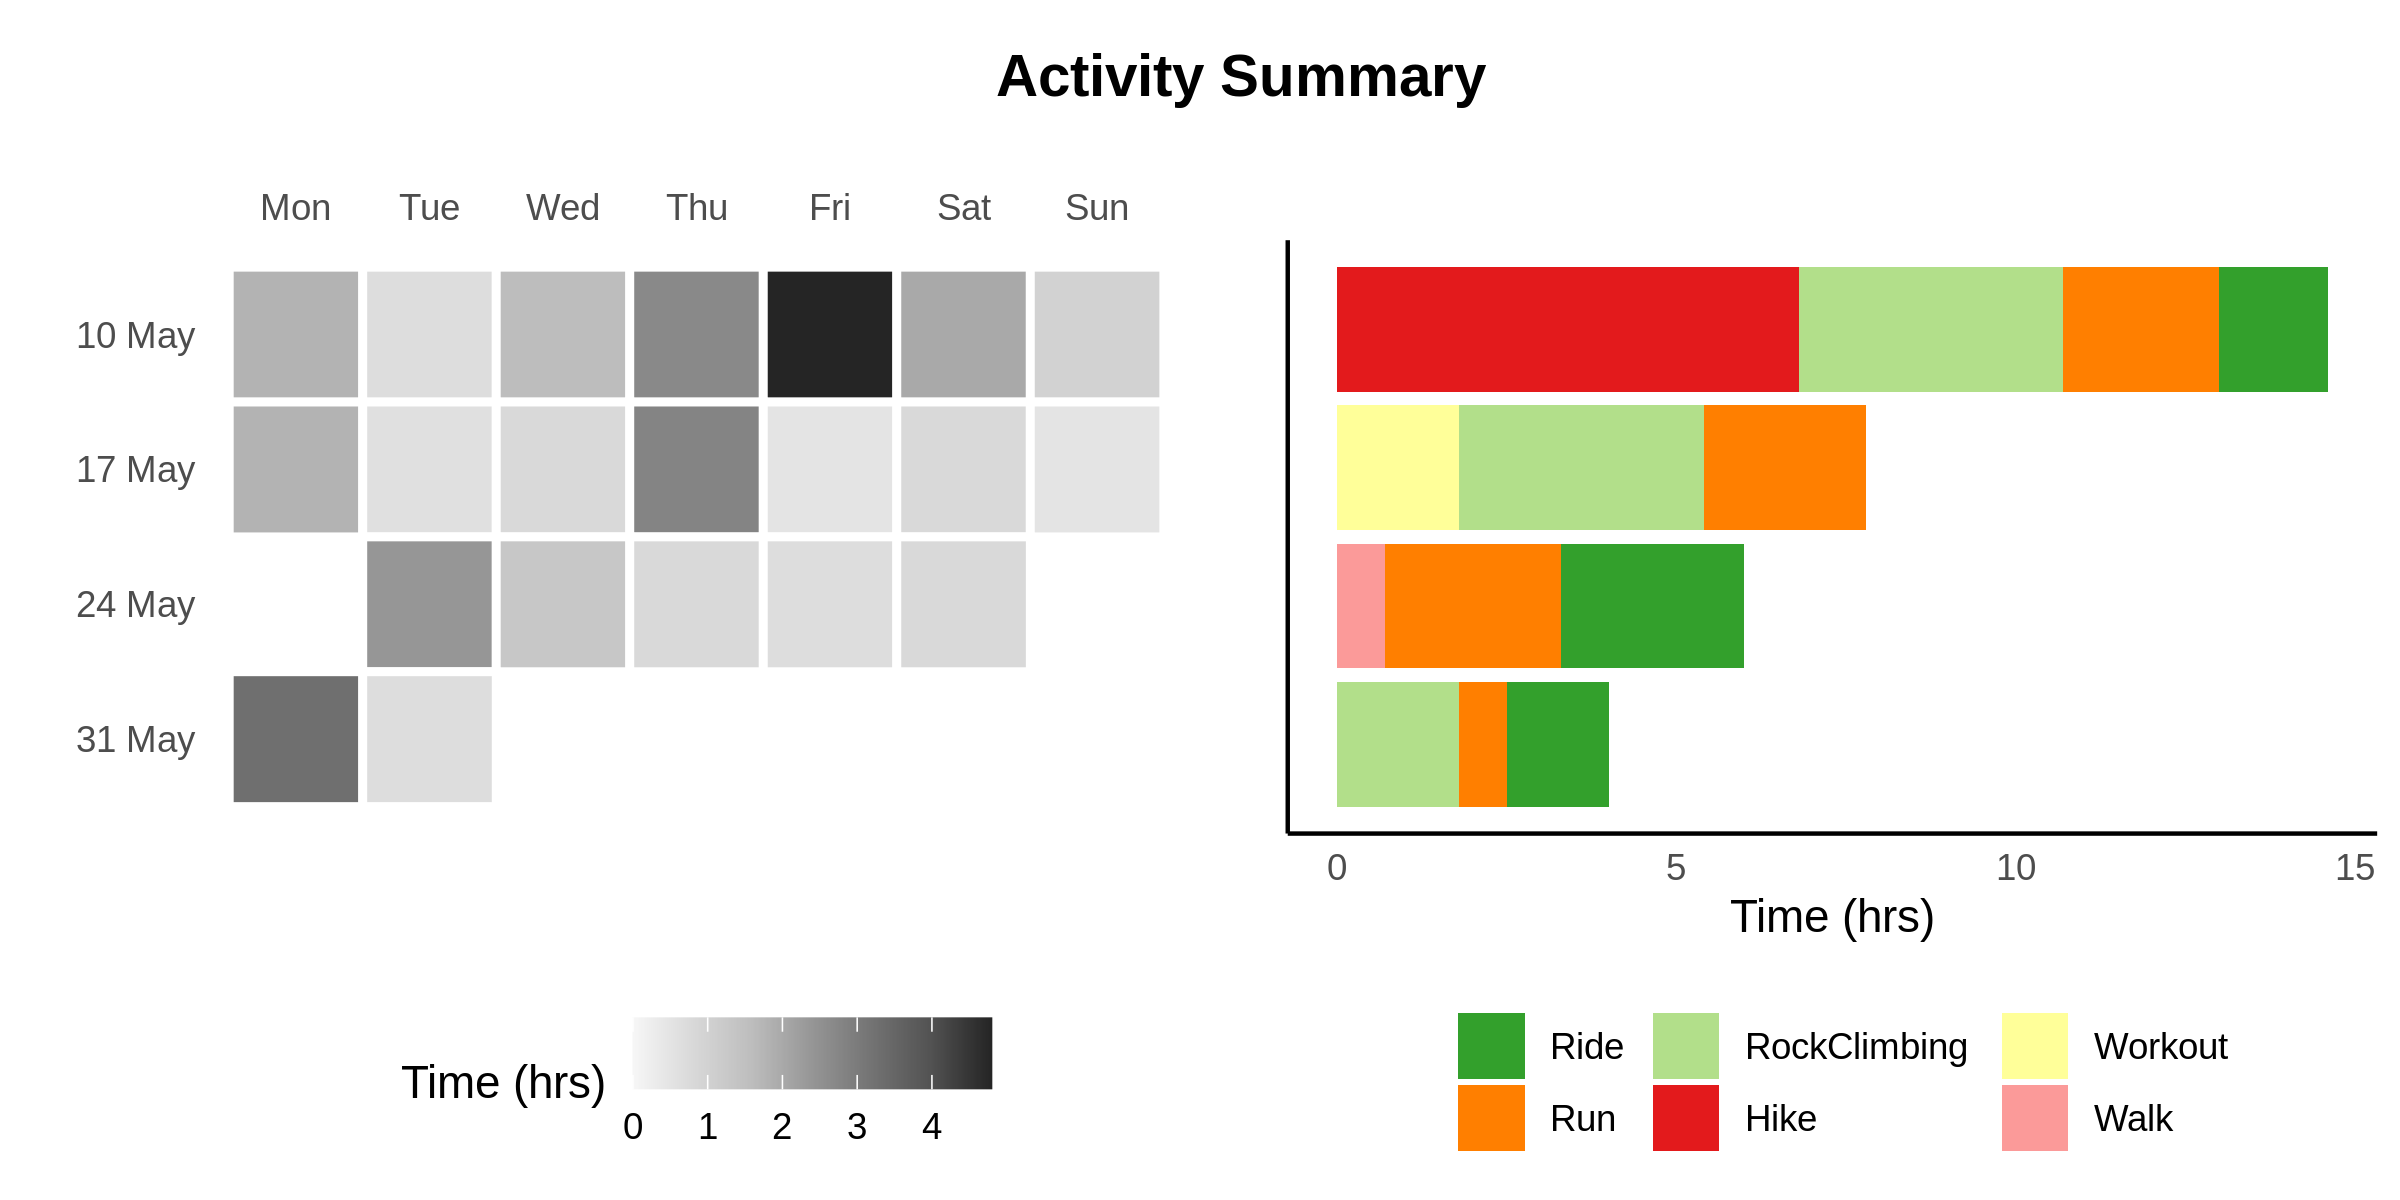 Activity Summary
Mon Tue Wed Thu Fri Sat Sun
10 May
17 May
24 May
31 May
0 5 10 15
Time (hrs)
Time (hrs)
0 1 2 3 4
Ride RockClimbing Workout
Run Hike Walk